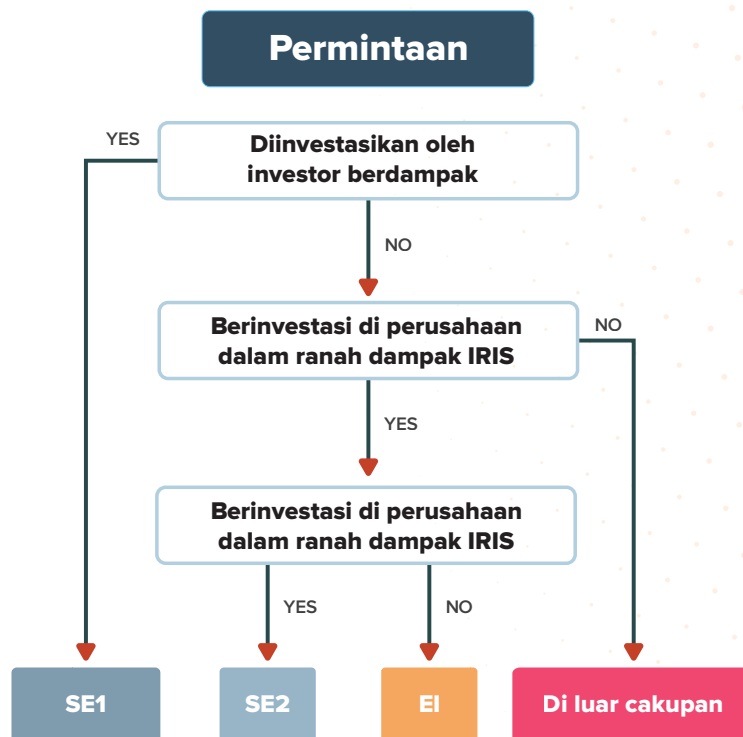 Permintaan
YES
Diinvestasikan oleh
investor berdampak
NO
Berinvestasi di perusahaan
dalam ranah dampak IRIS
NO
YES
Berinvestasi di perusahaan
dalam ranah dampak IRIS
YES
NO
SE1
SE2
EI
Di luar cakupan